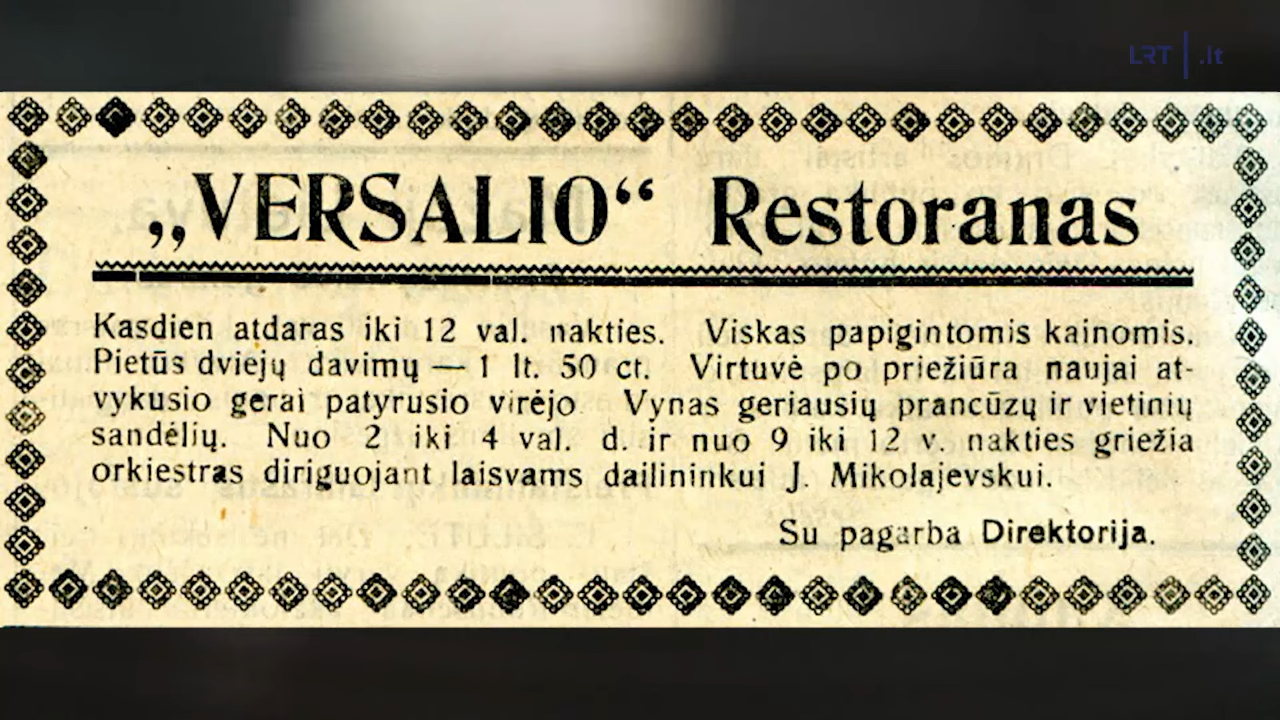 LRT | .lt
„VERSALIO“ Restoranas
Kasdien atdaras iki 12 val. nakties. Viskas papigintomis kainomis.
Pietūs dviejų davimų — 1 lt. 50 ct. Virtuvė po priežiūra naujai at-
vykusio gerai patyrusio virėjo. Vynas geriausių prancūzų ir vietinių
sandėlių. Nuo 2 iki 4 val. d. ir nuo 9 iki 12 v. nakties griežia
orkiestras diriguojant laisvams dailininkui J. Mikolajevskui.
Su pagarba Direktorija.